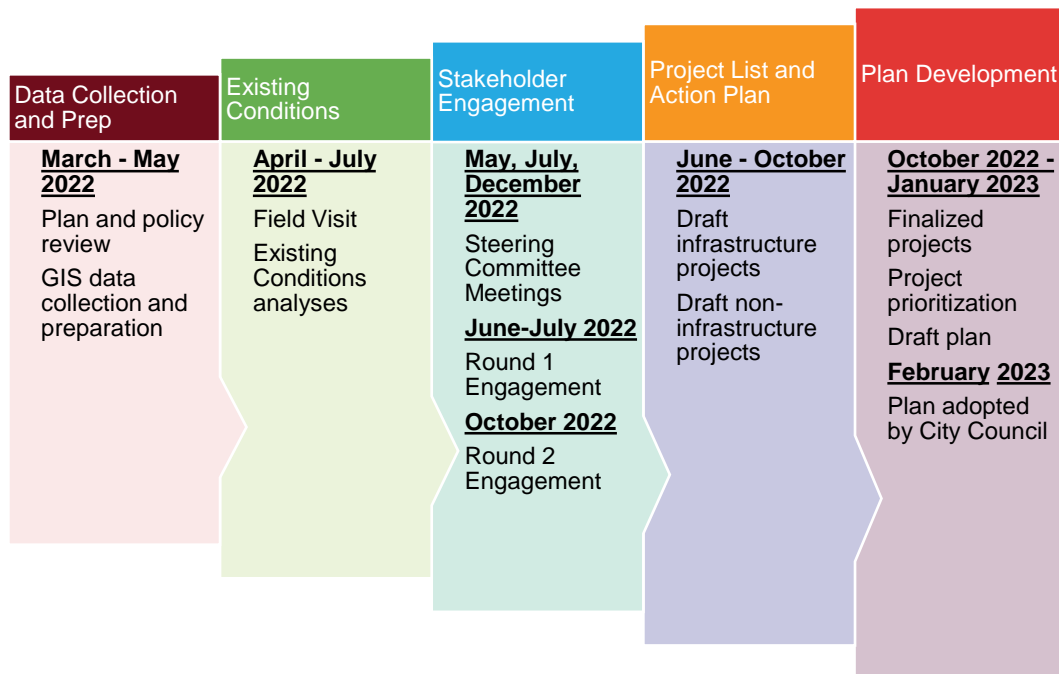 Data Collection
and Prep
March - May
2022
Plan and policy
review
GIS data
collection and
preparation
Existing
Conditions
April - July
2022
Field Visit
Existing
Conditions
analyses
Stakeholder
Engagement
May, July,
December
2022
Steering
Committee
Meetings
June-July 2022
Round 1
Engagement
October 2022
Round 2
Engagement
Project List and
Action Plan
June - October
2022
Draft
infrastructure
projects
Draft non-
infrastructure
projects
Plan Development
October 2022 -
January 2023
Finalized
projects
Project
prioritization
Draft plan
February 2023
Plan adopted
by City Council